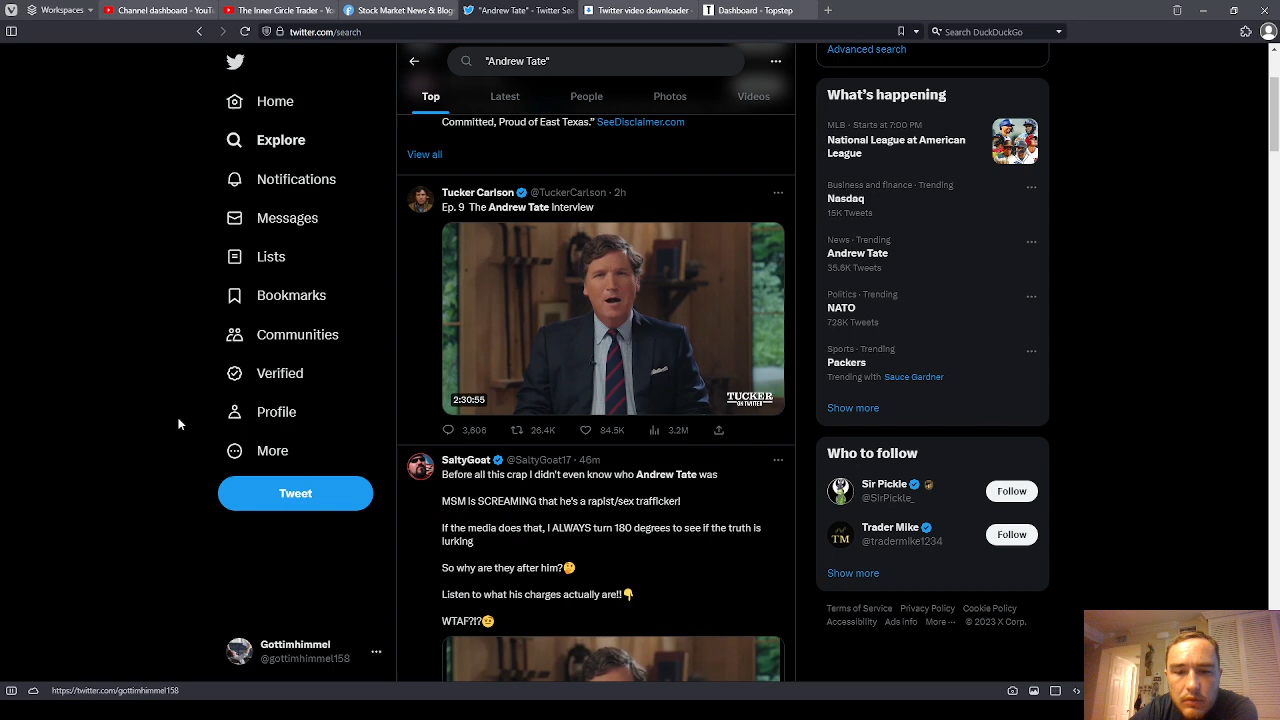 Workspaces
Channel dashboard - YouT
The Inner Circle Trader - Yo
Stock Market News & Blog
"Andrew Tate" - Twitter Sea
Twitter video downloader -
Dashboard - Topstep
twitter.com/search
Search DuckDuckGo
"Andrew Tate"
Top
Latest
People
Photos
Videos
Home
Explore
Notifications
Messages
Lists
Bookmarks
Communities
Verified
Profile
More
Tweet
Gottimhimmel
@gottimhimmel158
Committed, Proud of East Texas." SeeDisclaimer.com
View all
Tucker Carlson @TuckerCarlson · 2h
Ep. 9 The Andrew Tate Interview
2:30:55
TUCKER
ON TWITTER
3,606
26.4K
84.5K
3.2M
SaltyGoat @SaltyGoat17 · 46m
Before all this crap I didn't even know who Andrew Tate was
MSM is SCREAMING that he's a rapist/sex trafficker!
If the media does that, I ALWAYS turn 180 degrees to see if the truth is
lurking
So why are they after him?🤔
Listen to what his charges actually are!!👇
WTAF?!?🤨
Advanced search
What's happening
MLB · Starts at 7:00 PM
National League at American
League
Business and finance · Trending
Nasdaq
15K Tweets
News · Trending
Andrew Tate
35.6K Tweets
Politics · Trending
NATO
728K Tweets
Sports · Trending
Packers
Trending with Sauce Gardner
Show more
Who to follow
Sir Pickle
@SirPickle_
Follow
TM
Trader Mike
@tradermike1234
Follow
Show more
Terms of Service Privacy Policy Cookie Policy
Accessibility Ads info More ··· © 2023 X Corp.
https://twitter.com/gottimhimmel158